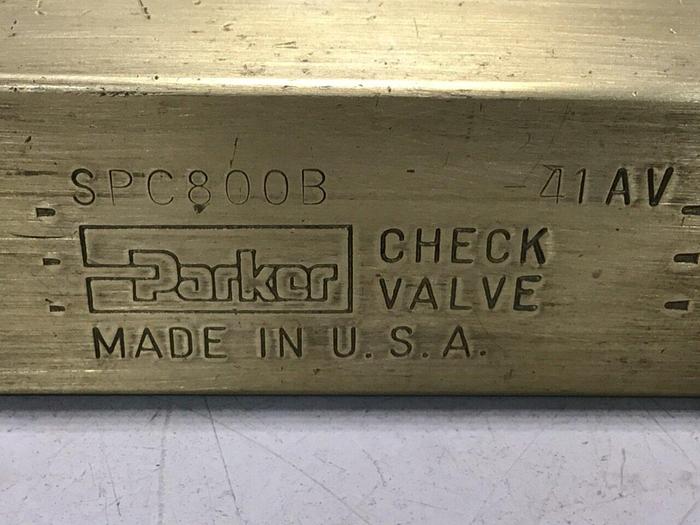 SPC800B 41AV
Parker CHECK
VALVE
MADE IN U.S.A.